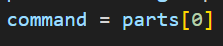 command = parts[0]